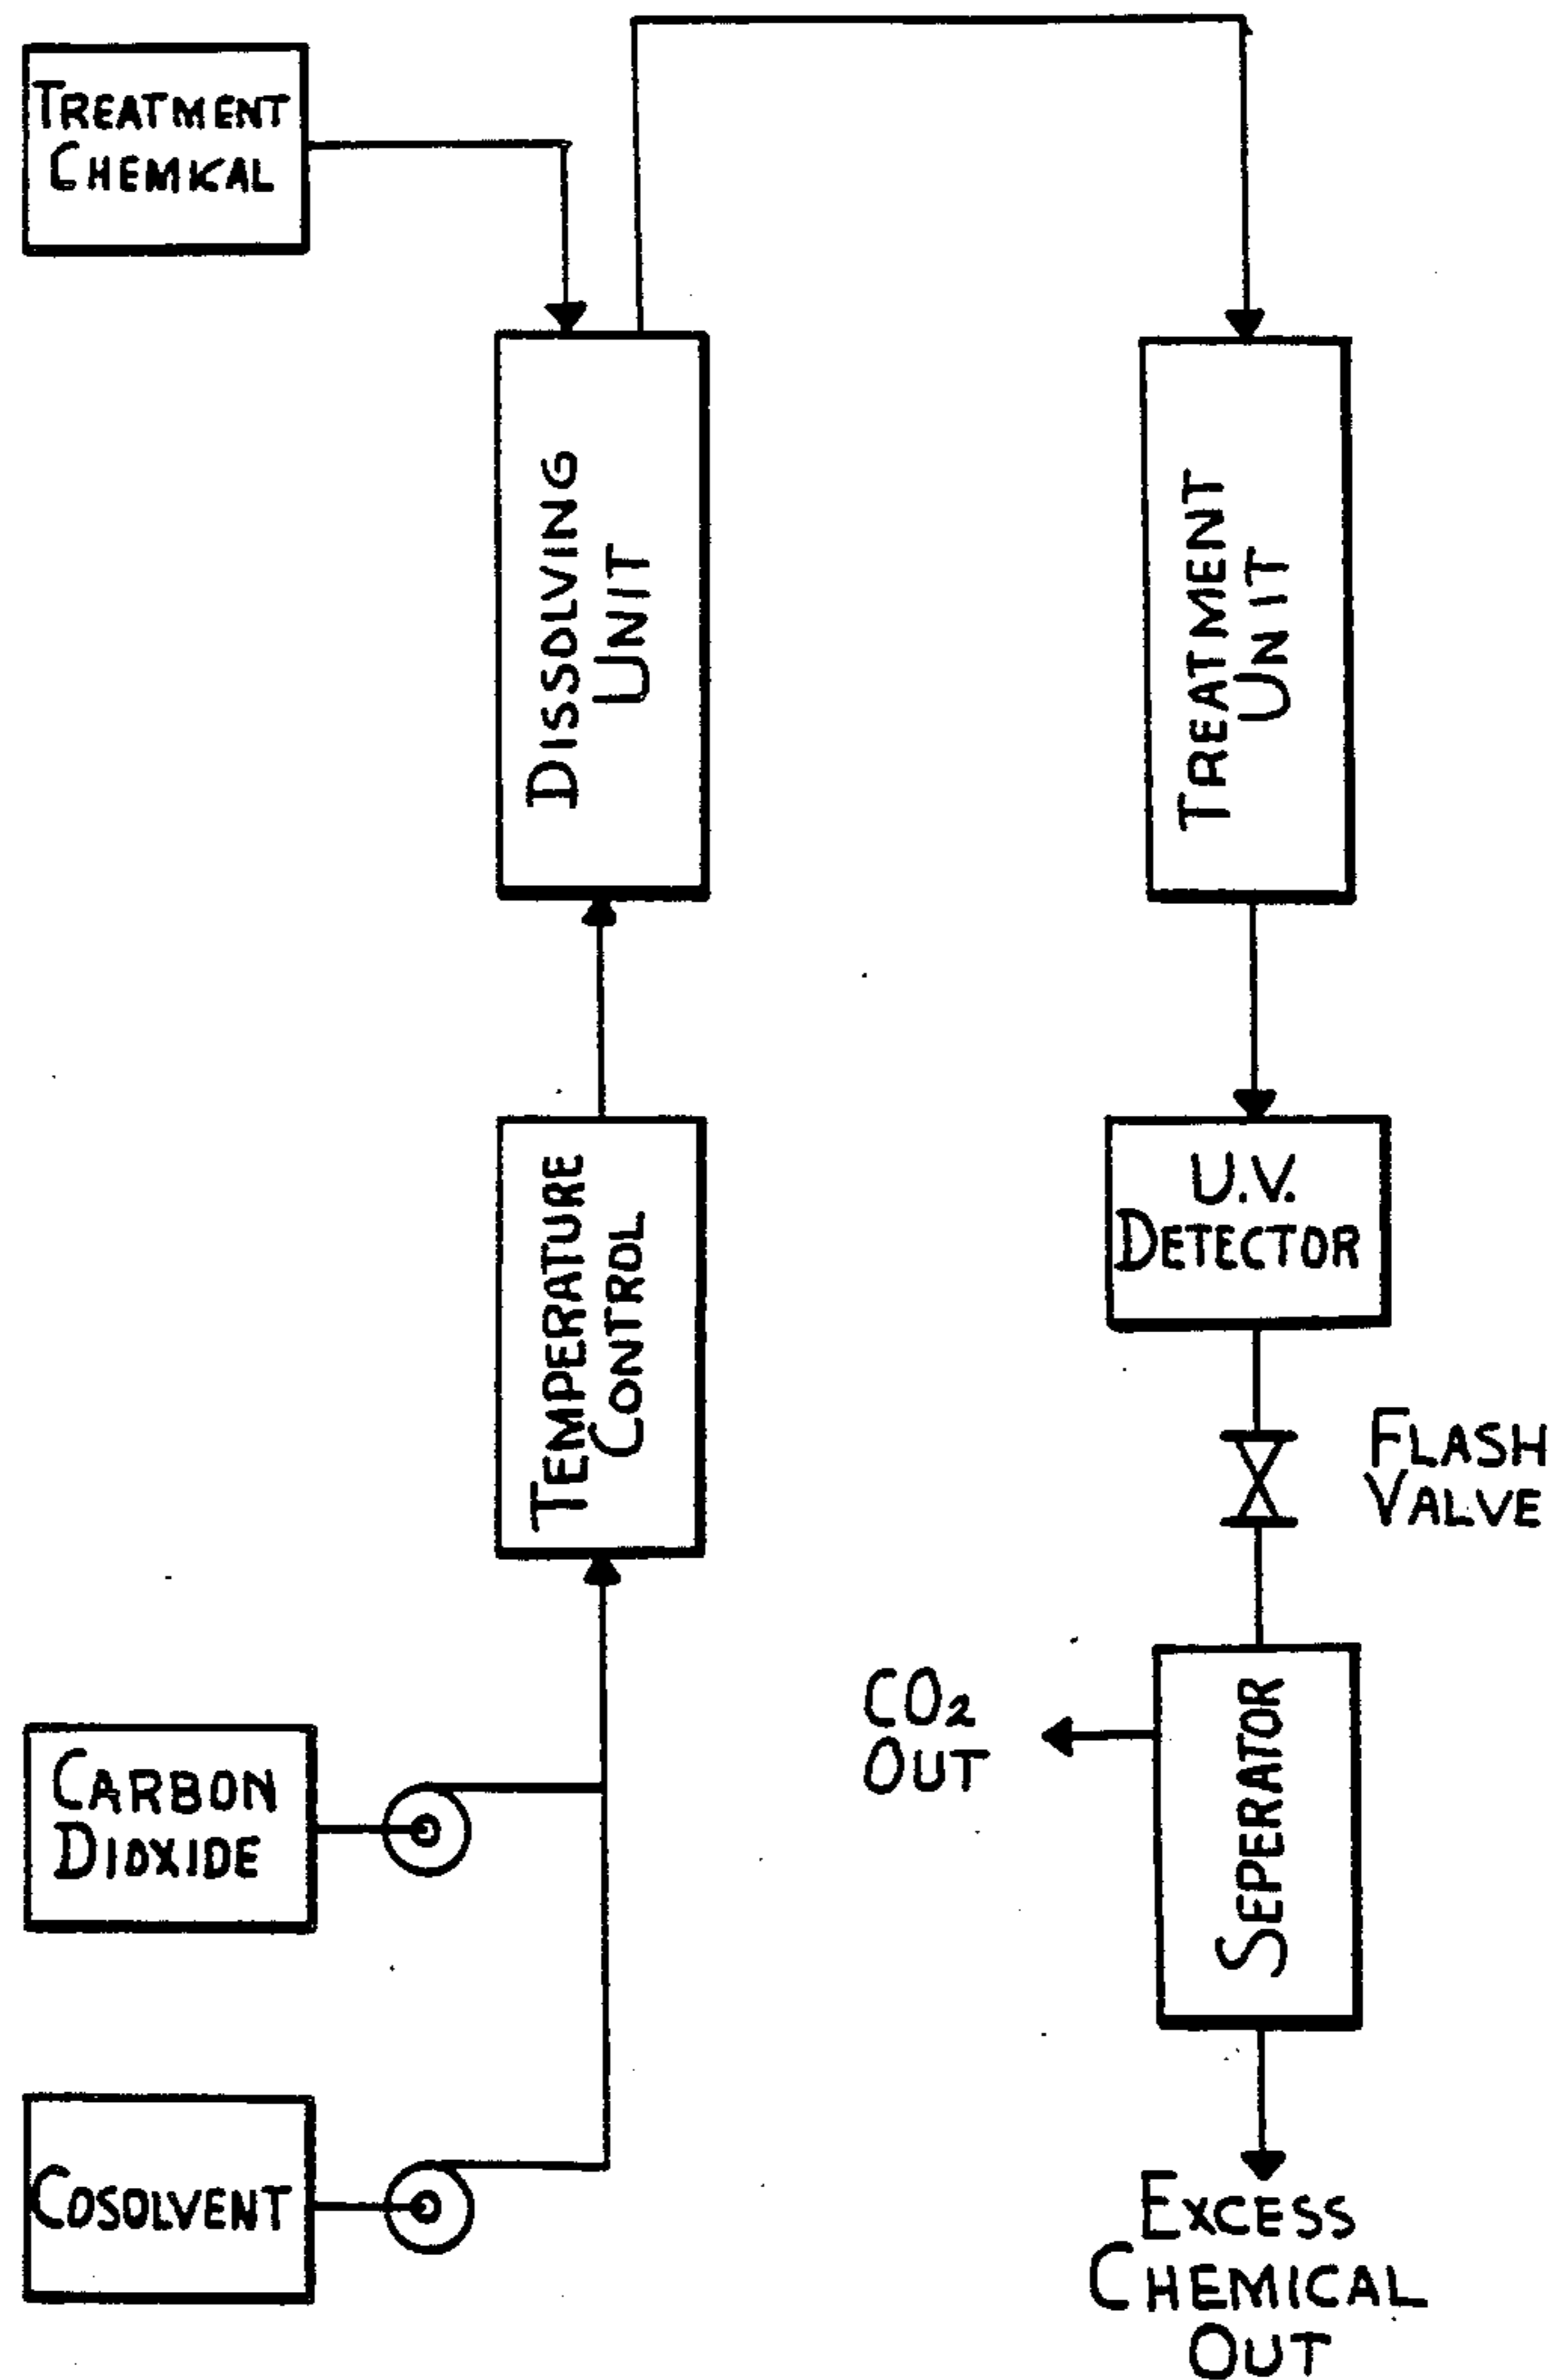 TREATMENT
CHEMICAL
DISSOLVING
UNIT
TREATMENT
UNIT
TEMPERATURE
CONTROL
U.V.
DETECTOR
FLASH
VALVE
CARBON
DIOXIDE
CO2
OUT
SEPERATOR
COSOLVENT
EXCESS
CHEMICAL
OUT